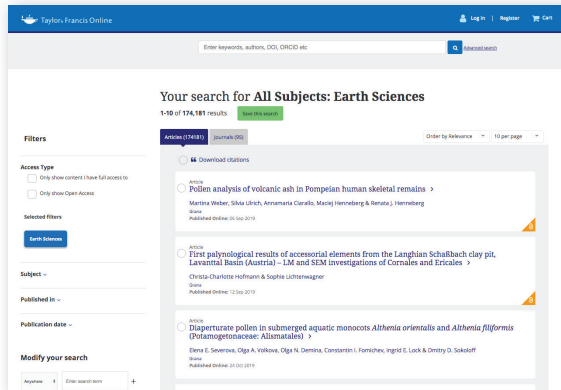 Taylor & Francis Online
Log in | Register Cart
Enter keywords, authors, DOI, ORCID etc
Advanced search
Your search for All Subjects: Earth Sciences
1-10 of 174,181 results Save this search
Filters
Articles (174181) Journals (95) Order by Relevance 10 per page
Download citations
Access Type
Only show content I have full access to
Only show Open Access
Selected filters
Earth Sciences
Subject
Published in
Publication date
Modify your search
Anywhere Enter search term +
Article
Pollen analysis of volcanic ash in Pompeian human skeletal remains >
Martina Weber, Silvia Ulrich, Annamaria Ciarallo, Maciej Henneberg & Renata J. Henneberg
Grana
Published Online: 06 Sep 2019
Article
First palynological results of accessorial elements from the Langhian Schaßbach clay pit,
Lavanttal Basin (Austria) – LM and SEM investigations of Cornales and Ericales >
Christa-Charlotte Hofmann & Sophie Lichtenwagner
Grana
Published Online: 12 Sep 2019
Article
Diaperturate pollen in submerged aquatic monocots Althenia orientalis and Althenia filiformis
(Potamogetonaceae: Alismatales) >
Elena E. Severova, Olga A. Volkova, Olga N. Demina, Constantin I. Fomichev, Ingrid E. Lock & Dmitry D. Sokoloff
Grana
Published Online: 24 Oct 2019